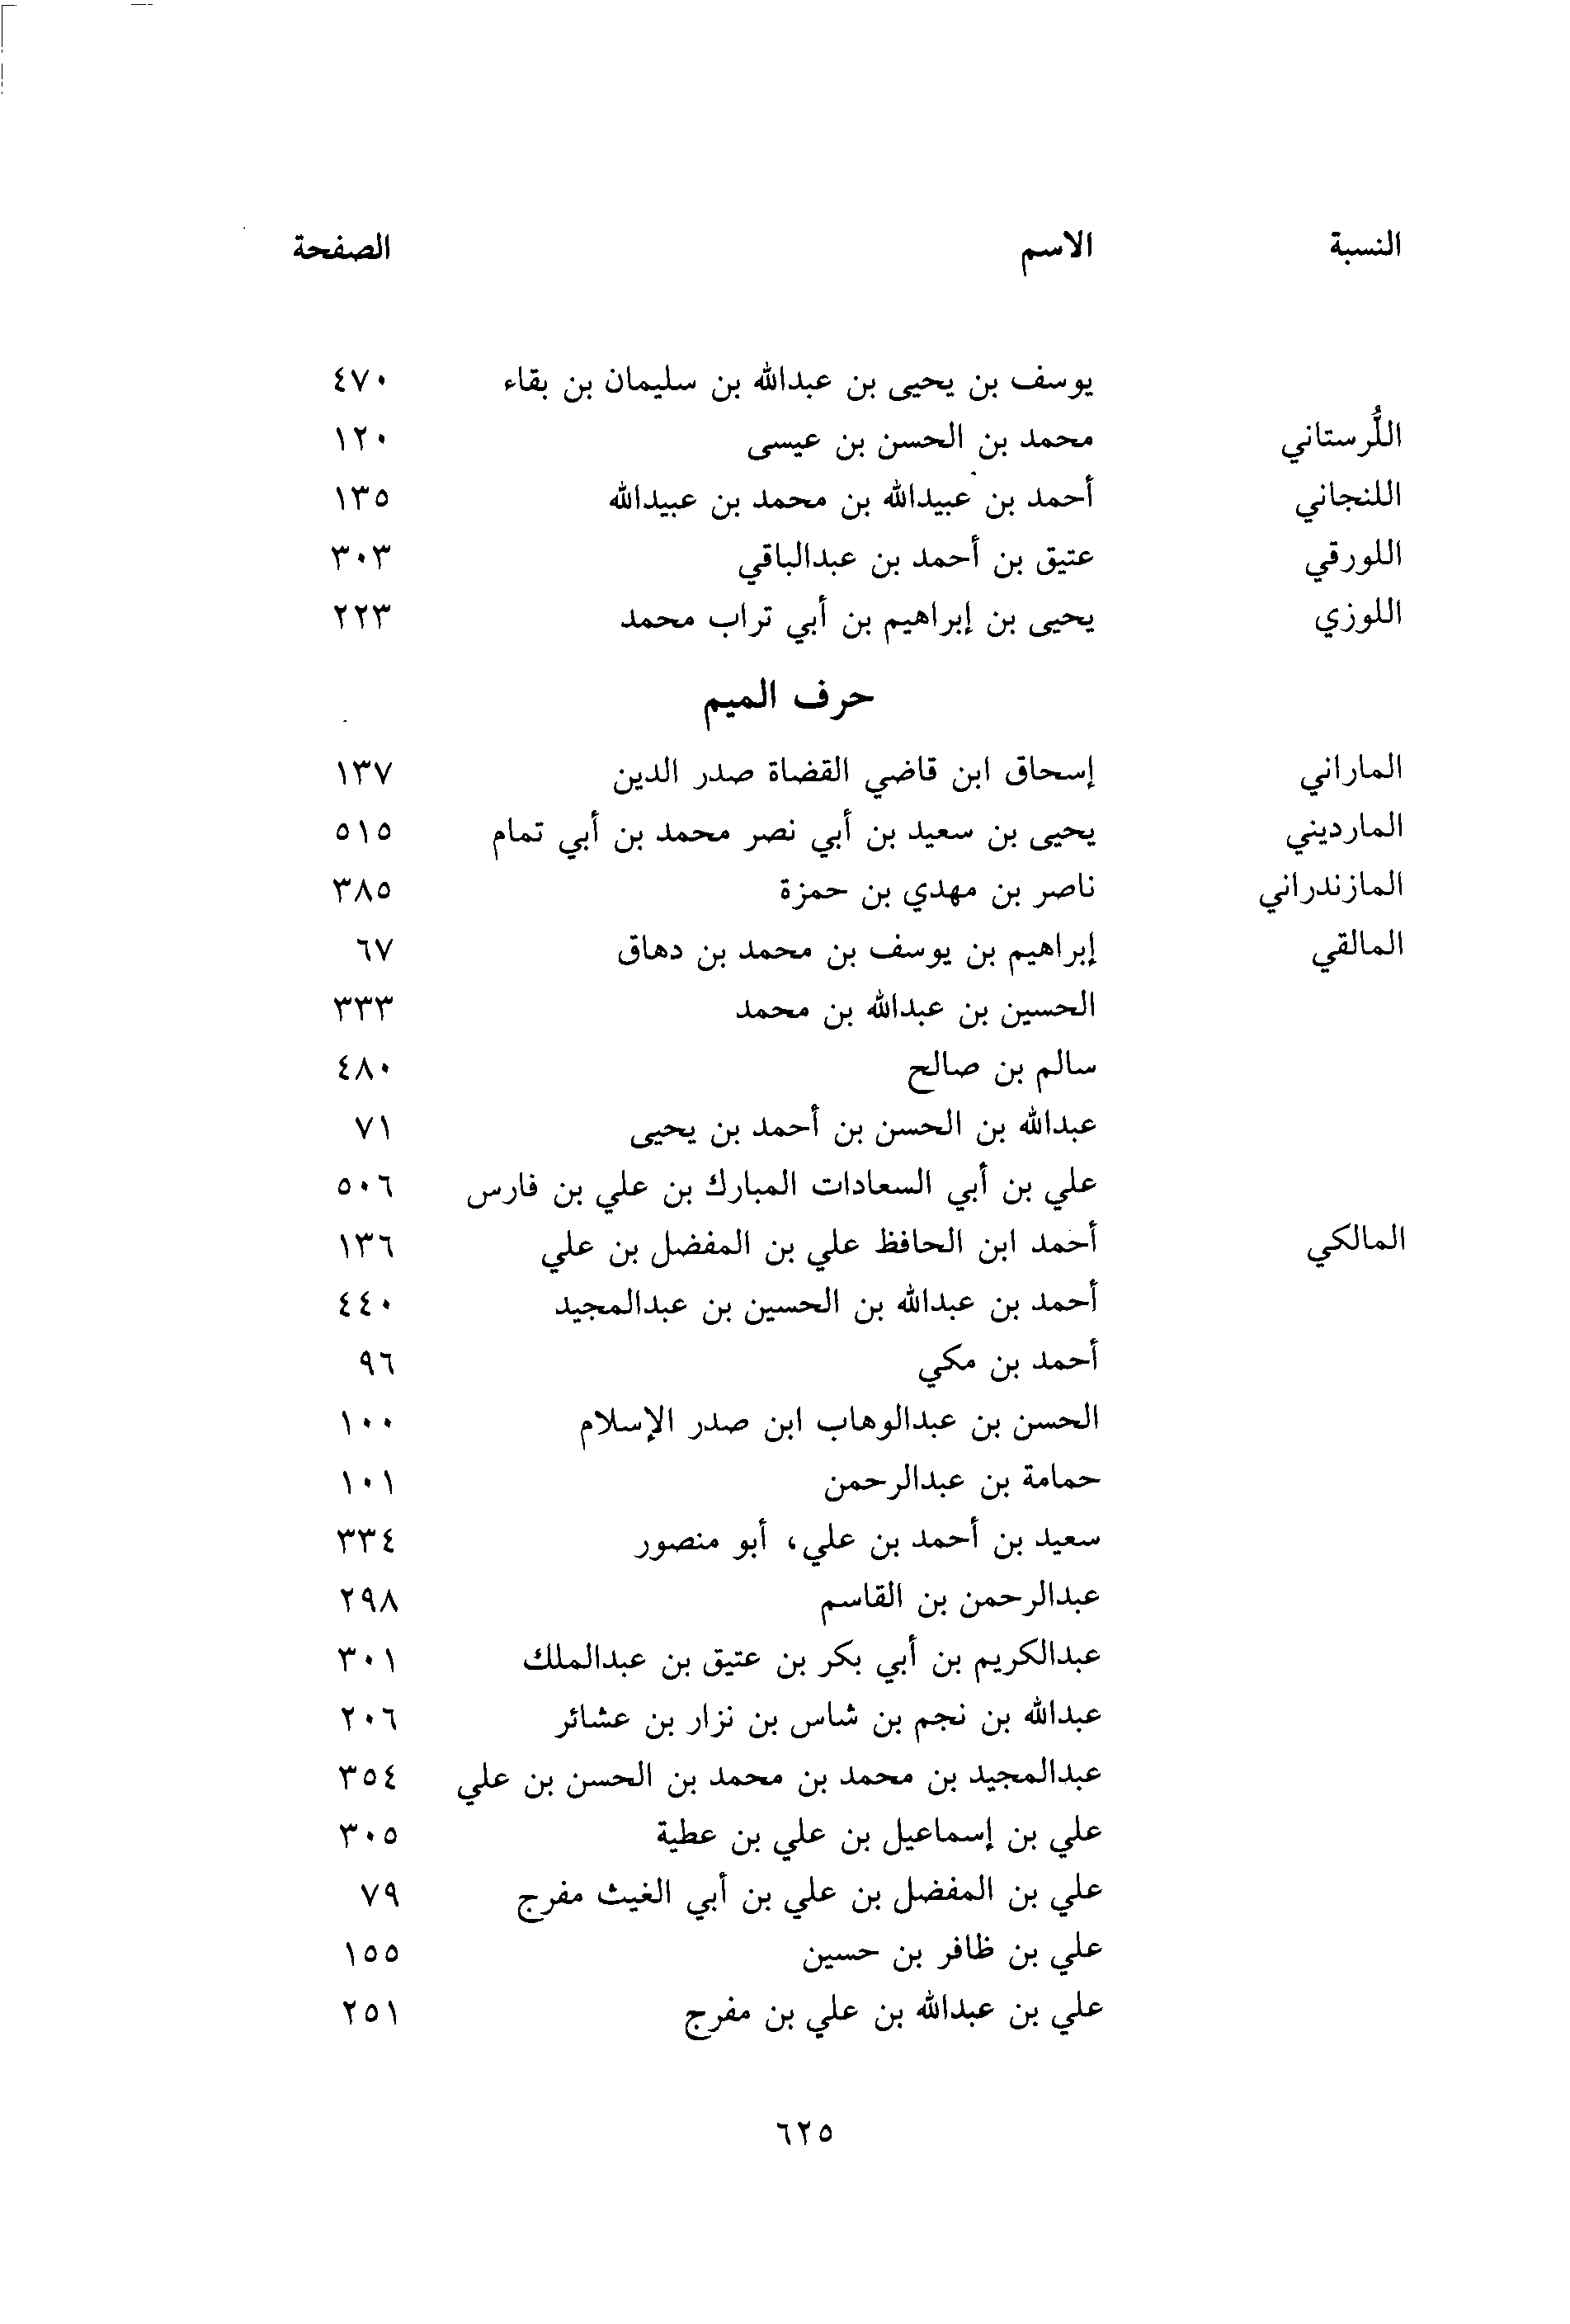 النسبة الاسم الصفحة
يوسف بن يحيى بن عبدالله بن سليمان بن بقاء ٤٧٠
اللُّرستاني محمد بن الحسن بن عيسى ١٢٠
اللنجاني أحمد بن عبيدالله بن محمد بن عبيدالله ١٣٥
اللورقي عتيق بن أحمد بن عبدالباقي ٣٠٣
اللوزي يحيى بن إبراهيم بن أبي تراب محمد ٢٢٣
حرف الميم
الماراني إسحاق ابن قاضي القضاة صدر الدين ١٣٧
المارديني يحيى بن سعيد بن أبي نصر محمد بن أبي تمام ٥١٥
المازندراني ناصر بن مهدي بن حمزة ٣٨٥
المالقي إبراهيم بن يوسف بن محمد بن دهاق ٦٧
الحسين بن عبدالله بن محمد ٣٣٣
سالم بن صالح ٤٨٠
عبدالله بن الحسن بن أحمد بن يحيى ٧١
علي بن أبي السعادات المبارك بن علي بن فارس ٥٠٦
المالكي أحمد ابن الحافظ علي بن المفضل بن علي ١٣٦
أحمد بن عبدالله بن الحسين بن عبدالمجيد ٤٤٠
أحمد بن مكي ٩٦
الحسن بن عبدالوهاب ابن صدر الإسلام ١٠٠
حمامة بن عبدالرحمن ١٠١
سعيد بن أحمد بن علي، أبو منصور ٣٣٤
عبدالرحمن بن القاسم ٢٩٨
عبدالكريم بن أبي بكر بن عتيق بن عبدالملك ٣٠١
عبدالله بن نجم بن شاس بن نزار بن عشائر ٢٠٦
عبدالمجيد بن محمد بن محمد بن الحسن بن علي ٣٥٤
علي بن إسماعيل بن علي بن عطية ٣٠٥
علي بن المفضل بن علي بن أبي الغيث مفرج ٧٩
علي بن ظافر بن حسين ١٥٥
علي بن عبدالله بن علي بن مفرج ٢٥١
٦٢٥